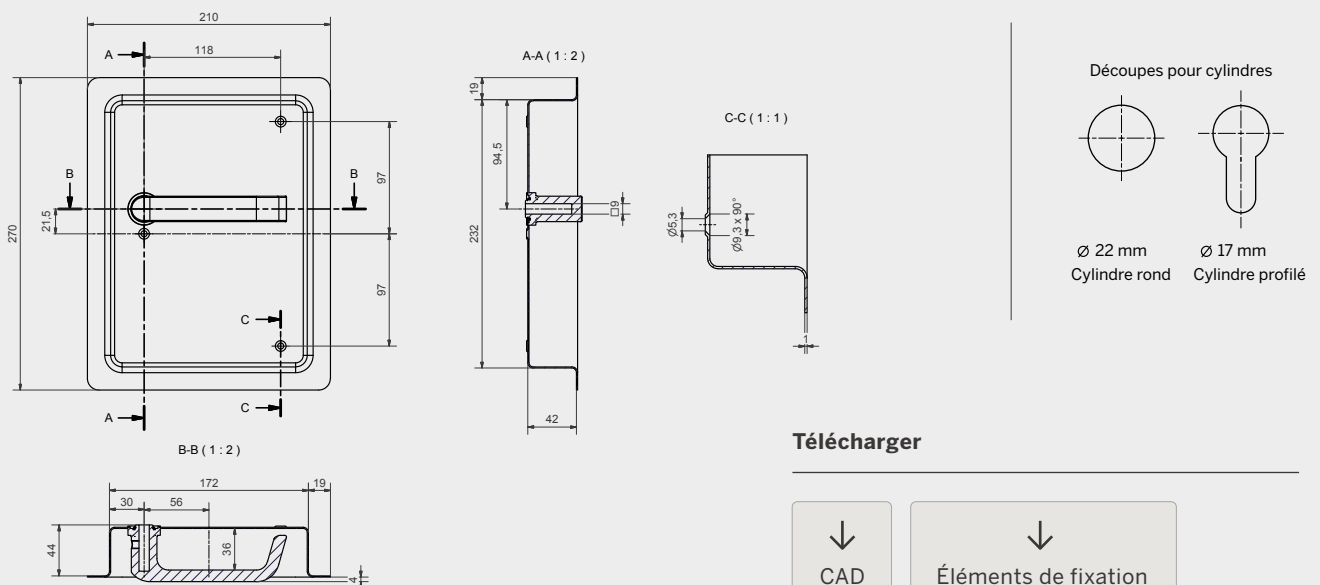 210
A
118
270
B
B
21,5
97
97
C
C
A
A-A ( 1 : 2 )
19
94,5
232
□9
42
C-C ( 1 : 1 )
Ø5,3
Ø9,3 x 90°
1
B-B ( 1 : 2 )
172
19
30
56
44
36
4
Découpes pour cylindres
Ø 22 mm
Cylindre rond
Ø 17 mm
Cylindre profilé
Télécharger
CAD
Éléments de fixation